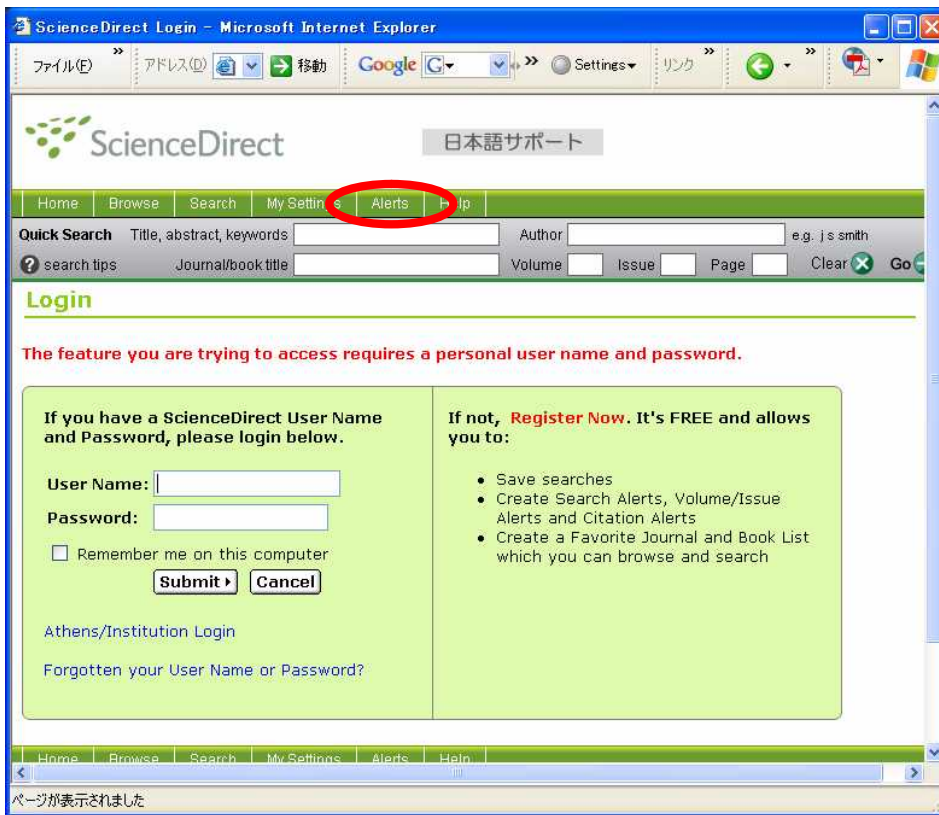 ScienceDirect Login - Microsoft Internet Explorer
ファイル(F) » アドレス(D) 移動 Google G » Settings リンク » »
ScienceDirect 日本語サポート
Home Browse Search My Settings Alerts Help
Quick Search Title, abstract, keywords Author e.g. j s smith
? search tips Journal/book title Volume Issue Page Clear Go
Login
The feature you are trying to access requires a personal user name and password.
If you have a ScienceDirect User Name
and Password, please login below.
User Name:
Password:
Remember me on this computer
Submit Cancel
Athens/Institution Login
Forgotten your User Name or Password?
If not, Register Now. It's FREE and allows
you to:
• Save searches
• Create Search Alerts, Volume/Issue
Alerts and Citation Alerts
• Create a Favorite Journal and Book List
which you can browse and search
Home Browse Search My Settings Alerts Help
ページが表示されました